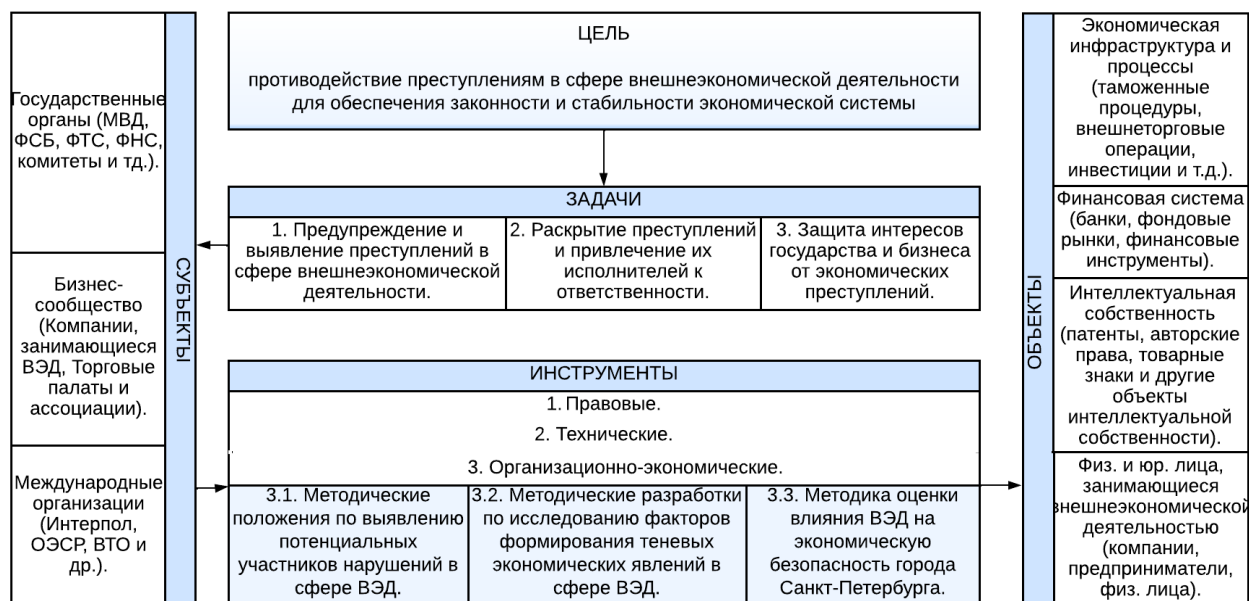 Государственные
органы (МВД,
ФСБ, ФТС, ФНС,
комитеты и тд.).
Бизнес-
сообщество
(Компании,
занимающиеся
ВЭД, Торговые
палаты и
ассоциации).
Международные
организации
(Интерпол,
ОЭСР, ВТО и
др.).
СУБЪЕКТЫ
ЦЕЛЬ
противодействие преступлениям в сфере внешнеэкономической деятельности
для обеспечения законности и стабильности экономической системы
ЗАДАЧИ
1. Предупреждение и
выявление преступлений в
сфере внешнеэкономической
деятельности.
2. Раскрытие преступлений
и привлечение их
исполнителей к
ответственности.
3. Защита интересов
государства и бизнеса
от экономических
преступлений.
ИНСТРУМЕНТЫ
1. Правовые.
2. Технические.
3. Организационно-экономические.
3.1. Методические
положения по выявлению
потенциальных
участников нарушений в
сфере ВЭД.
3.2. Методические разработки
по исследованию факторов
формирования теневых
экономических явлений в
сфере ВЭД.
3.3. Методика оценки
влияния ВЭД на
экономическую
безопасность города
Санкт-Петербурга.
ОБЪЕКТЫ
Экономическая
инфраструктура и
процессы
(таможенные
процедуры,
внешнеторговые
операции,
инвестиции и т.д.).
Финансовая система
(банки, фондовые
рынки, финансовые
инструменты).
Интеллектуальная
собственность
(патенты, авторские
права, товарные
знаки и другие
объекты
интеллектуальной
собственности).
Физ. и юр. лица,
занимающиеся
внешнеэкономической
деятельностью
(компании,
предприниматели,
физ. лица).